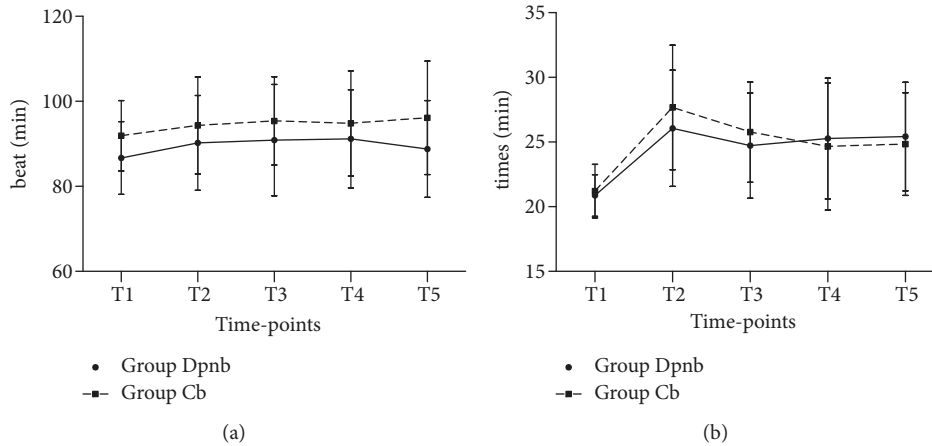 120
100
80
60
beat (min)
T1 T2 T3 T4 T5
Time-points
Group Dpnb
Group Cb
(a)
35
30
25
20
15
times (min)
T1 T2 T3 T4 T5
Time-points
Group Dpnb
Group Cb
(b)